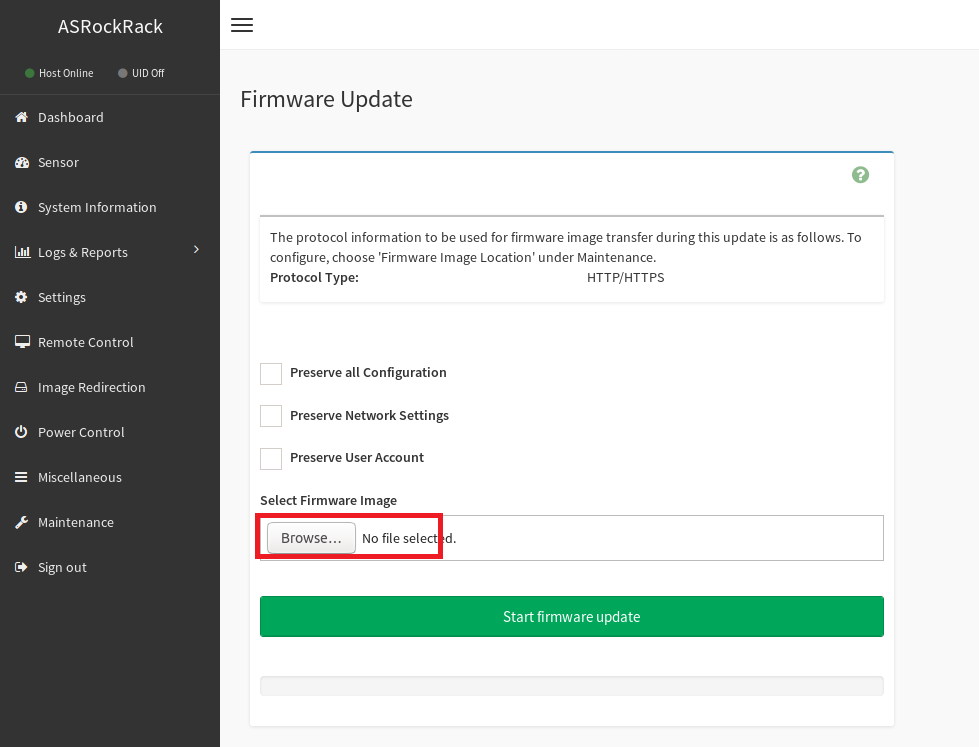 ASRockRack
Host Online
UID Off
Dashboard
Sensor
System Information
Logs & Reports
Settings
Remote Control
Image Redirection
Power Control
Miscellaneous
Maintenance
Sign out
Firmware Update
The protocol information to be used for firmware image transfer during this update is as follows. To
configure, choose 'Firmware Image Location' under Maintenance.
Protocol Type: HTTP/HTTPS
Preserve all Configuration
Preserve Network Settings
Preserve User Account
Select Firmware Image
Browse... No file selected.
Start firmware update